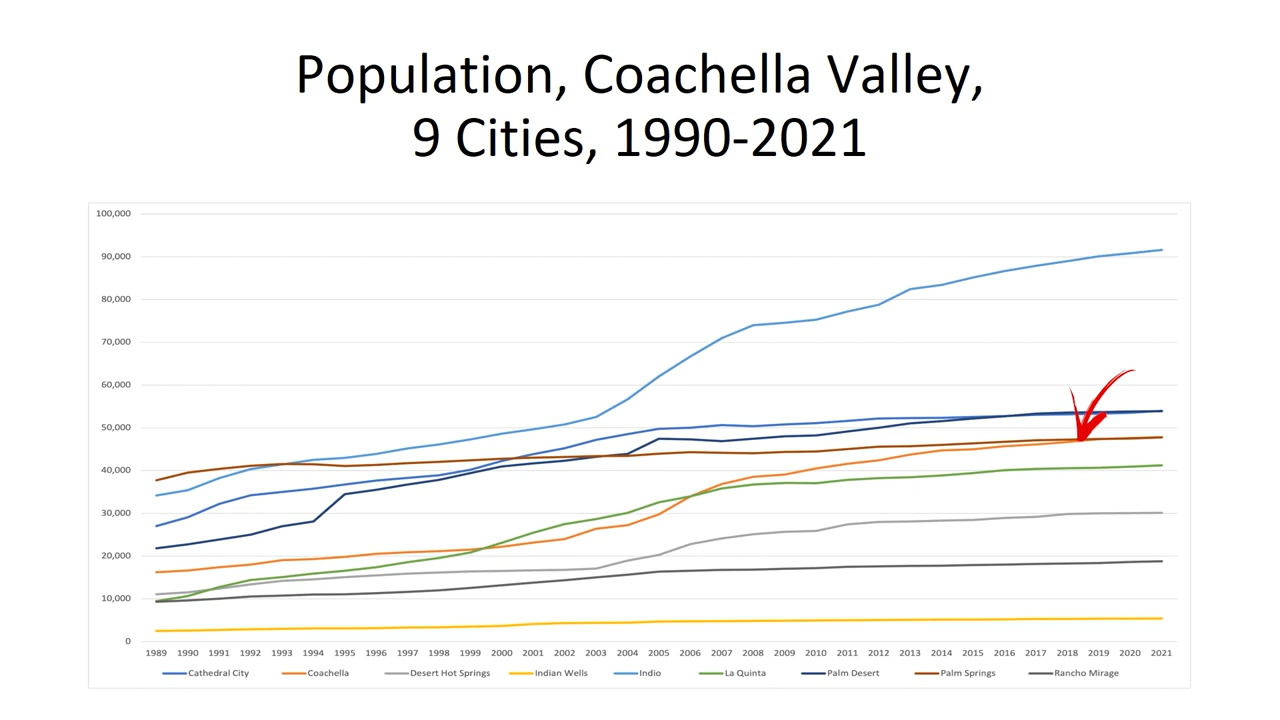 Population, Coachella Valley,
9 Cities, 1990-2021
100,000
90,000
80,000
70,000
60,000
50,000
40,000
30,000
20,000
10,000
0
1989 1990 1991 1992 1993 1994 1995 1996 1997 1998 1999 2000 2001 2002 2003 2004 2005 2006 2007 2008 2009 2010 2011 2012 2013 2014 2015 2016 2017 2018 2019 2020 2021
Cathedral City Coachella Desert Hot Springs Indian Wells Indio La Quinta Palm Desert Palm Springs Rancho Mirage